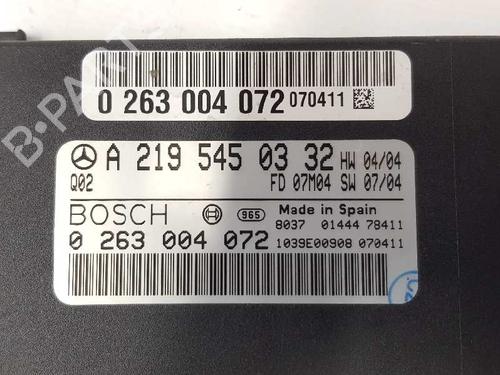 0 263 004 072 070411
A 219 545 03 32 HW 04/04
Q02 FD 07M04 SW 07/04
BOSCH 965 Made in Spain
8037 01444 78411
0 263 004 072 1039E00908 070411
B-PARTS